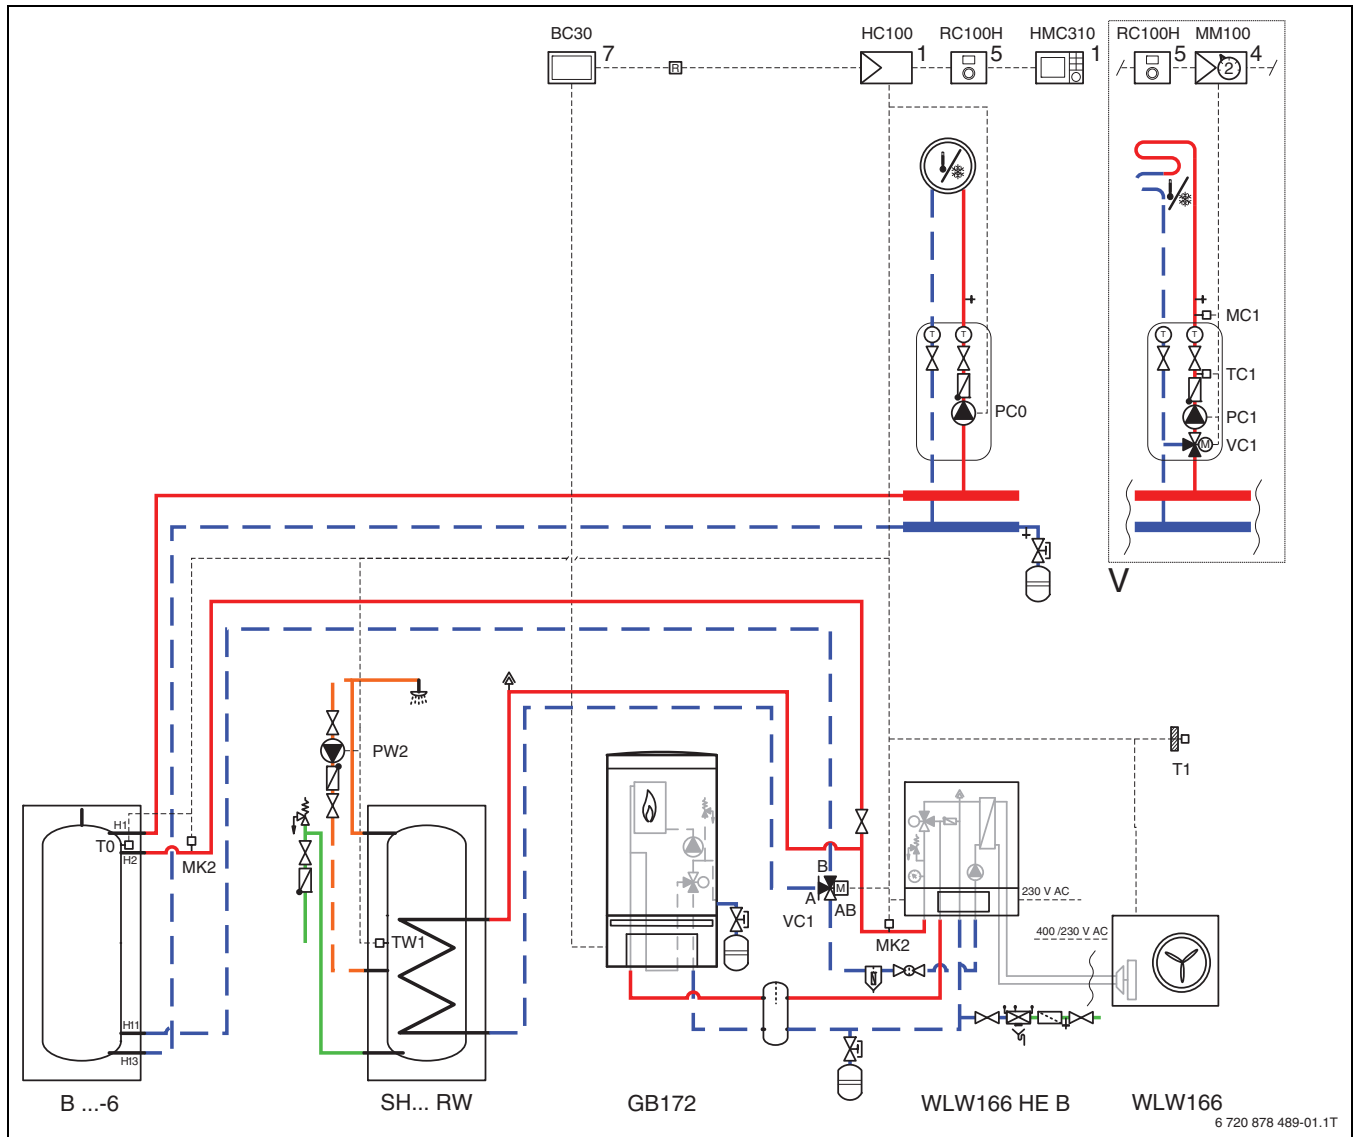 BC30
7
R
HC100
1
RC100H
5
HMC310
1
RC100H
5
MM100
2
4
T
T
PC0
T
T
MC1
TC1
PC1
M
VC1
V
PW2
T1
H1
T0
H2
MK2
B
A
M
AB
VC1
230 V AC
TW1
MK2
400 /230 V AC
H11
H13
B ...-6
SH... RW
GB172
WLW166 HE B
WLW166
6 720 878 489-01.1T